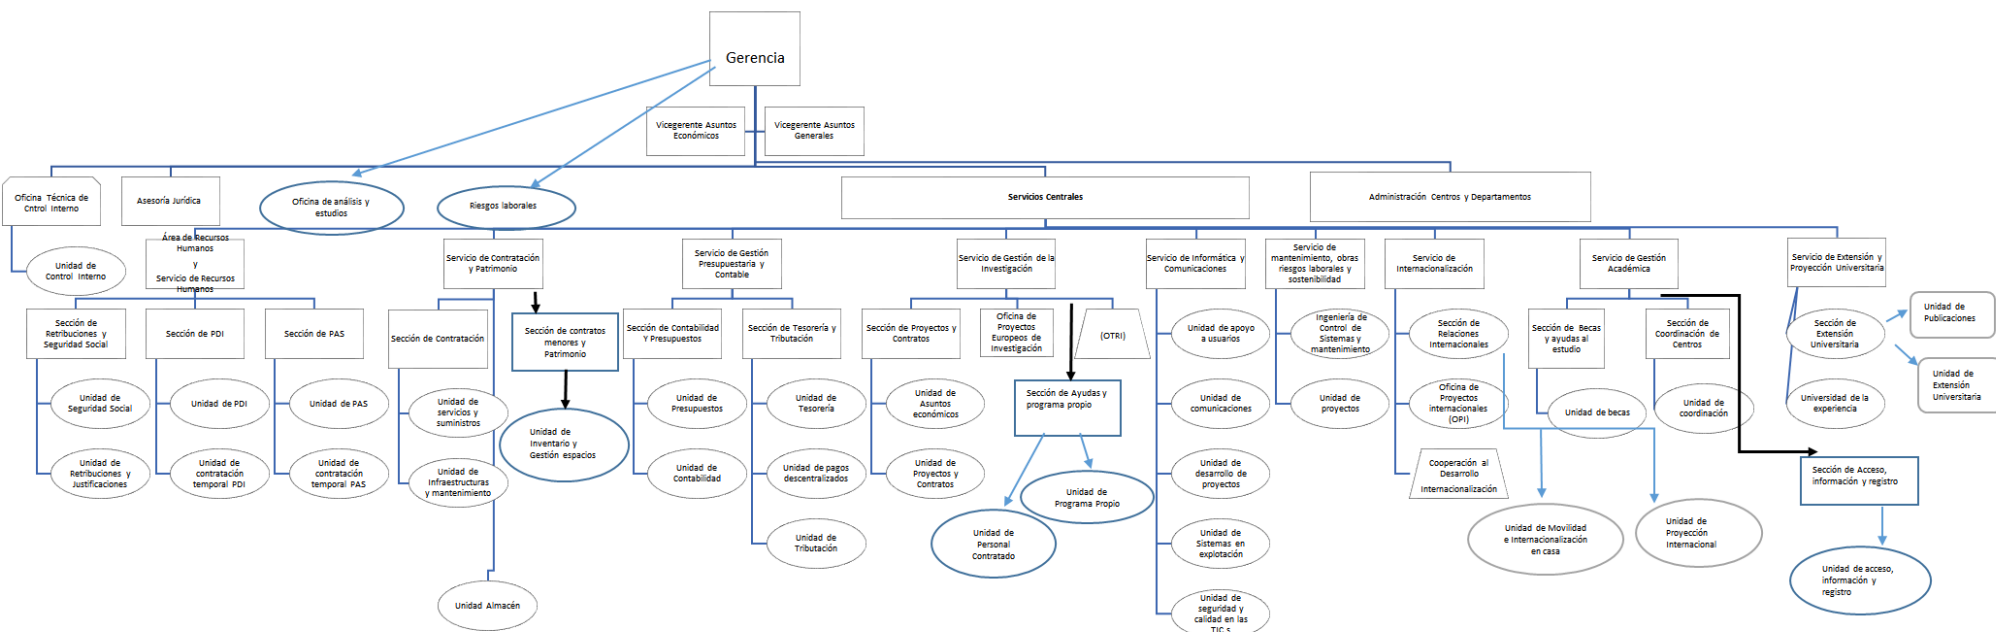 Gerencia
Vicegerente Asuntos
Económicos
Vicegerente Asuntos
Generales
Oficina Técnica de
Cntrol Interno
Asesoría Jurídica
Oficina de análisis y
estudios
Riesgos laborales
Servicios Centrales
Administración Centros y Departamentos
Unidad de
Control Interno
Área de Recursos
Humanos
y
Servicio de Recursos
Humanos
Servicio de Contratación
y Patrimonio
Servicio de Gestión
Presupuestaria y
Contable
Servicio de Gestión de la
Investigación
Servicio de Informática y
Comunicaciones
Servicio de
mantenimiento, obras
riesgos laborales y
sostenibilidad
Servicio de
Internacionalización
Servicio de Gestión
Académica
Servicio de Extensión y
Proyección Universitaria
Sección de
Retribuciones y
Seguridad Social
Sección de PDI
Sección de PAS
Sección de Contratación
Sección de contratos
menores y
Patrimonio
Sección de Contabilidad
Y Presupuestos
Sección de Tesorería y
Tributación
Sección de Proyectos y
Contratos
Oficina de
Proyectos
Europeos de
Investigación
(OTRI)
Unidad de apoyo
a usuarios
Ingeniería de
Control de
Sistemas y
mantenimiento
Sección de
Relaciones
Internacionales
Sección de Becas
y ayudas al
estudio
Sección de
Coordinación de
Centros
Sección de
Extensión
Universitaria
Unidad de
Publicaciones
Unidad de
Extensión
Universitaria
Unidad de
Seguridad Social
Unidad de PDI
Unidad de PAS
Unidad de
servicios y
suministros
Unidad de
Inventario y
Gestión espacios
Unidad de
Presupuestos
Unidad de
Tesorería
Unidad de
Asuntos
económicos
Sección de Ayudas y
programa propio
Unidad de
comunicaciones
Unidad de
proyectos
Oficina de
Proyectos
internacionales
(OPI)
Unidad de becas
Unidad de
coordinación
Universidad de la
experiencia
Unidad de
Retribuciones y
Justificaciones
Unidad de
contratación
temporal PDI
Unidad de
contratación
temporal PAS
Unidad de
Infraestructuras
y mantenimiento
Unidad de
Contabilidad
Unidad de pagos
descentralizados
Unidad de
Proyectos y
Contratos
Unidad de
Programa Propio
Unidad de
desarrollo de
proyectos
Cooperación al
Desarrollo
Internacionalización
Sección de Acceso,
información y registro
Unidad de
Tributación
Unidad de
Personal
Contratado
Unidad de
Sistemas en
explotación
Unidad de Movilidad
e Internacionalización
en casa
Unidad de
Proyección
Internacional
Unidad de acceso,
información y
registro
Unidad Almacén
Unidad de
seguridad y
calidad en las
TIC s